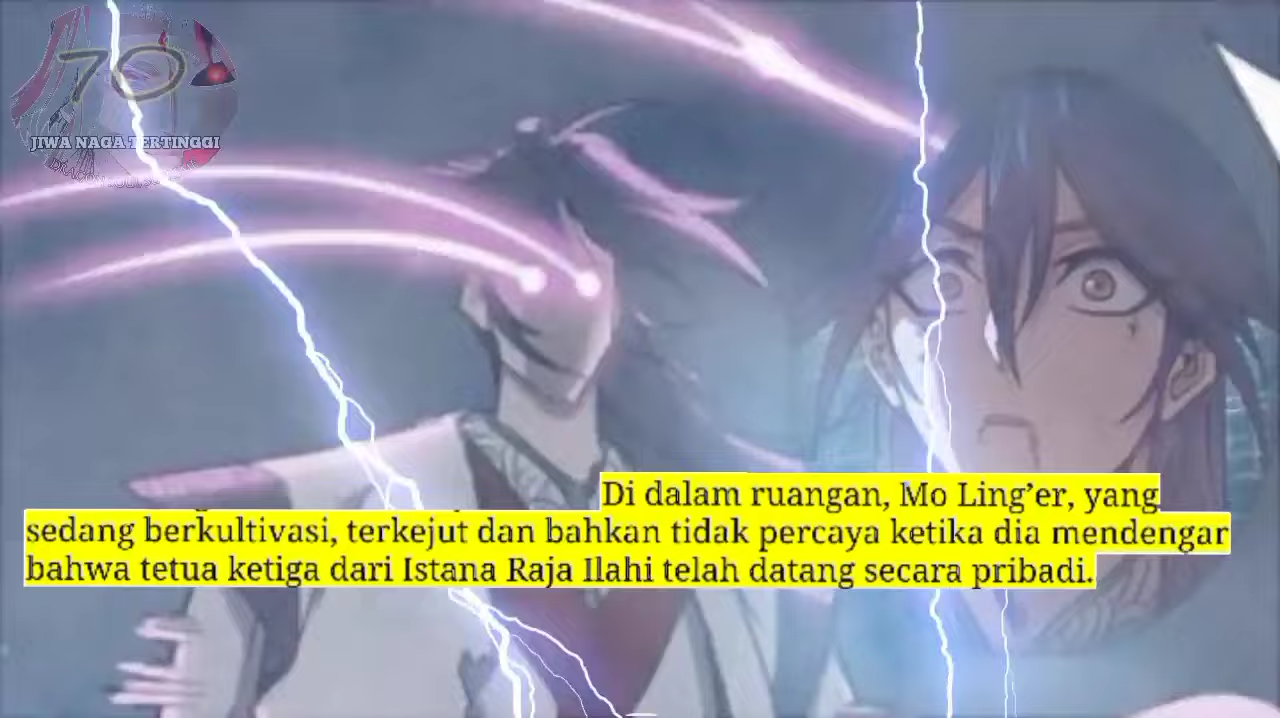 70
JIWA NAGA TERTINGGI
Di dalam ruangan, Mo Ling’er, yang
sedang berkultivasi, terkejut dan bahkan tidak percaya ketika dia mendengar
bahwa tetua ketiga dari Istana Raja Ilahi telah datang secara pribadi.